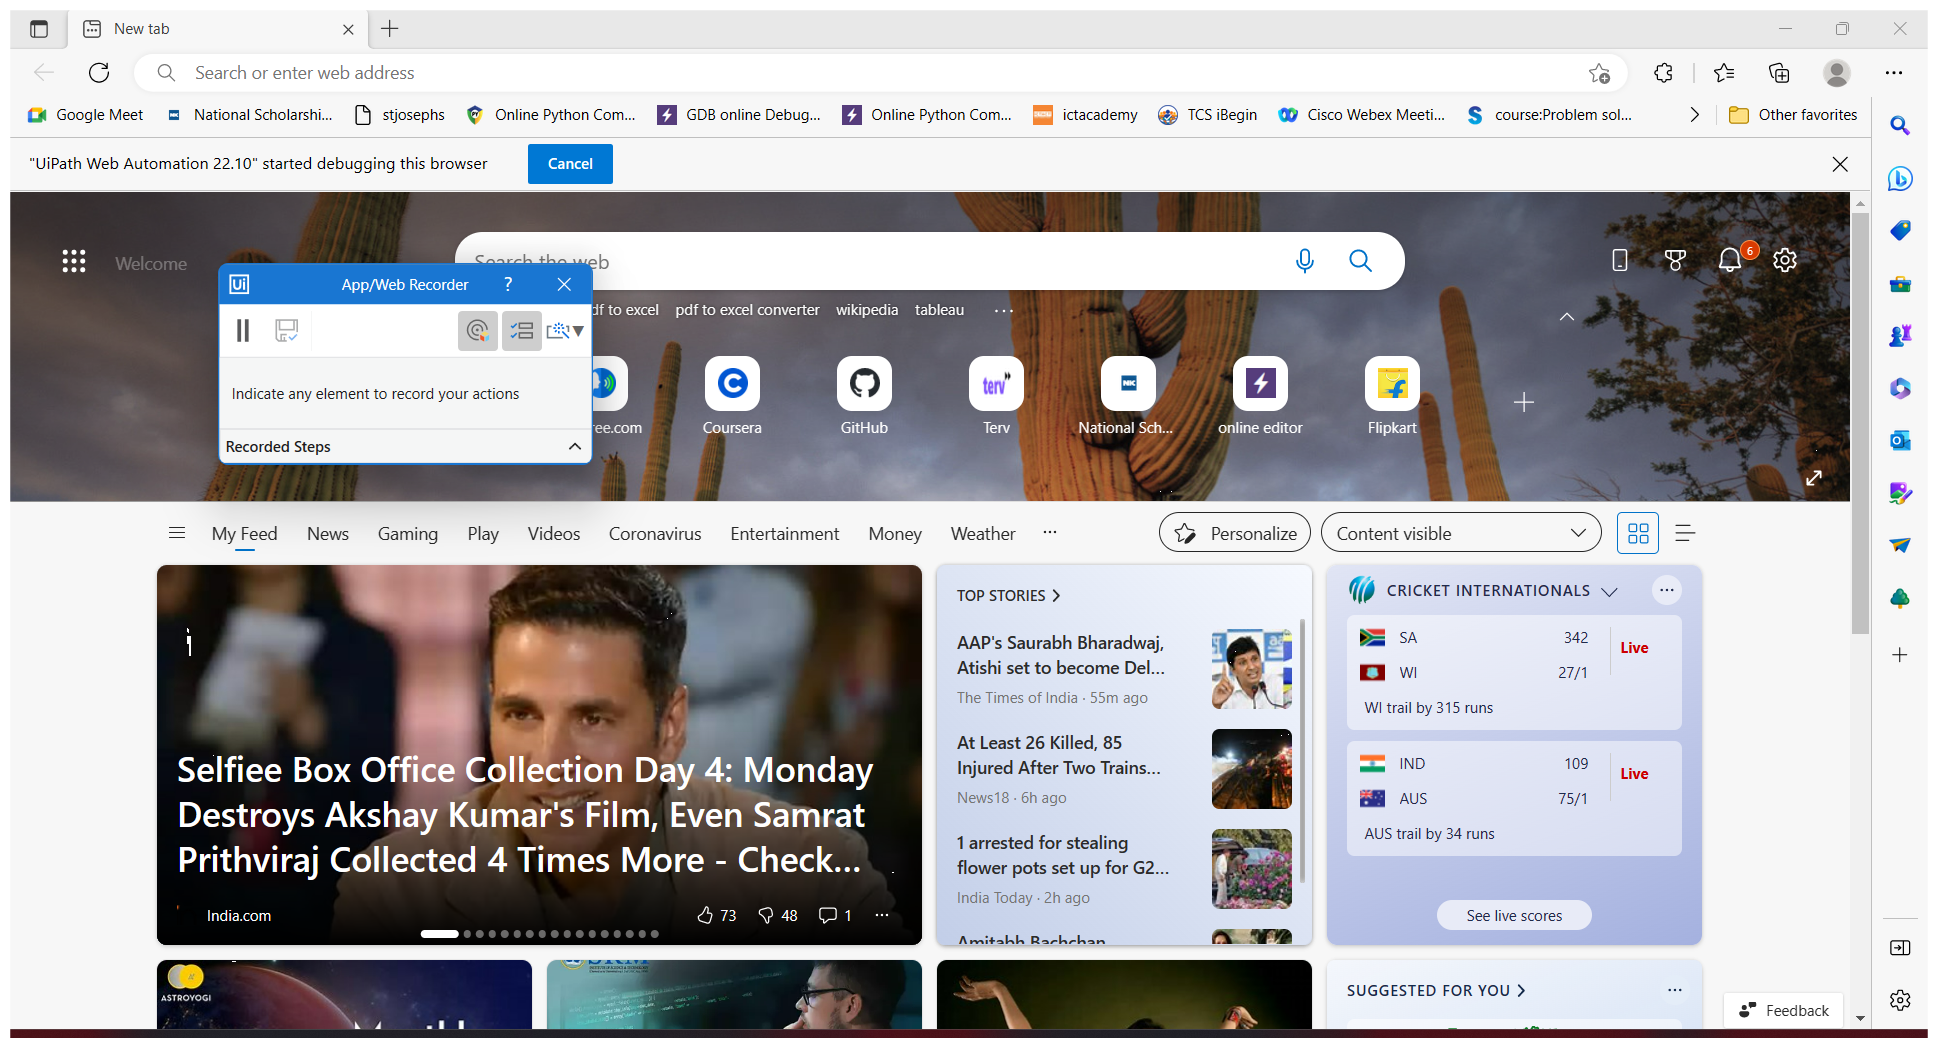 New tab
Search or enter web address
Google Meet
National Scholarshi...
stjosephs
Online Python Com...
GDB online Debug...
Online Python Com...
ictacademy
TCS iBegin
Cisco Webex Meeti...
course:Problem sol...
Other favorites
"UiPath Web Automation 22.10" started debugging this browser
Cancel
Welcome
Search the web
6
Ui
App/Web Recorder
?
df to excel
pdf to excel converter
wikipedia
tableau
Indicate any element to record your actions
Recorded Steps
ree.com
Coursera
GitHub
terv
Terv
NK
National Sch...
online editor
Flipkart
My Feed
News
Gaming
Play
Videos
Coronavirus
Entertainment
Money
Weather
Personalize
Content visible
Selfiee Box Office Collection Day 4: Monday
Destroys Akshay Kumar's Film, Even Samrat
Prithviraj Collected 4 Times More - Check...
India.com
73
48
1
TOP STORIES
AAP's Saurabh Bharadwaj,
Atishi set to become Del...
The Times of India · 55m ago
At Least 26 Killed, 85
Injured After Two Trains...
News18 · 6h ago
1 arrested for stealing
flower pots set up for G2...
India Today · 2h ago
Amitabh Bachchan
CRICKET INTERNATIONALS
SA 342
Live
WI 27/1
WI trail by 315 runs
IND 109
Live
AUS 75/1
AUS trail by 34 runs
See live scores
ASTROYOGI
SRM
SUGGESTED FOR YOU
Feedback